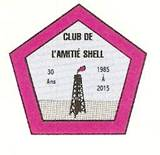 CLUB DE
L'AMITIÉ SHELL
30 1985
Ans À
2015